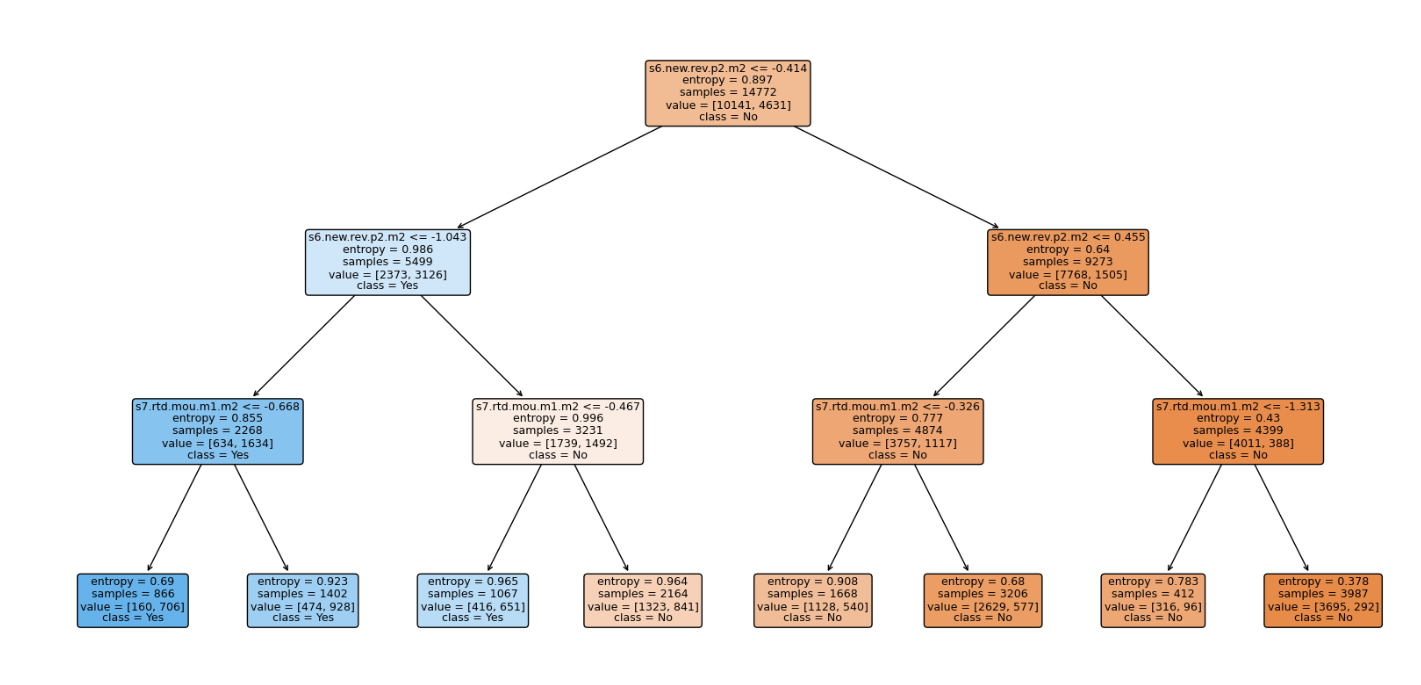 s6.new.rev.p2.m2 <= -0.414
entropy = 0.897
samples = 14772
value = [10141, 4631]
class = No
s6.new.rev.p2.m2 <= -1.043
entropy = 0.986
samples = 5499
value = [2373, 3126]
class = Yes
s6.new.rev.p2.m2 <= 0.455
entropy = 0.64
samples = 9273
value = [7768, 1505]
class = No
s7.rtd.mou.m1.m2 <= -0.668
entropy = 0.855
samples = 2268
value = [634, 1634]
class = Yes
s7.rtd.mou.m1.m2 <= -0.467
entropy = 0.996
samples = 3231
value = [1739, 1492]
class = No
s7.rtd.mou.m1.m2 <= -0.326
entropy = 0.777
samples = 4874
value = [3757, 1117]
class = No
s7.rtd.mou.m1.m2 <= -1.313
entropy = 0.43
samples = 4399
value = [4011, 388]
class = No
entropy = 0.69
samples = 866
value = [160, 706]
class = Yes
entropy = 0.923
samples = 1402
value = [474, 928]
class = Yes
entropy = 0.965
samples = 1067
value = [416, 651]
class = Yes
entropy = 0.964
samples = 2164
value = [1323, 841]
class = No
entropy = 0.908
samples = 1668
value = [1128, 540]
class = No
entropy = 0.68
samples = 3206
value = [2629, 577]
class = No
entropy = 0.783
samples = 412
value = [316, 96]
class = No
entropy = 0.378
samples = 3987
value = [3695, 292]
class = No